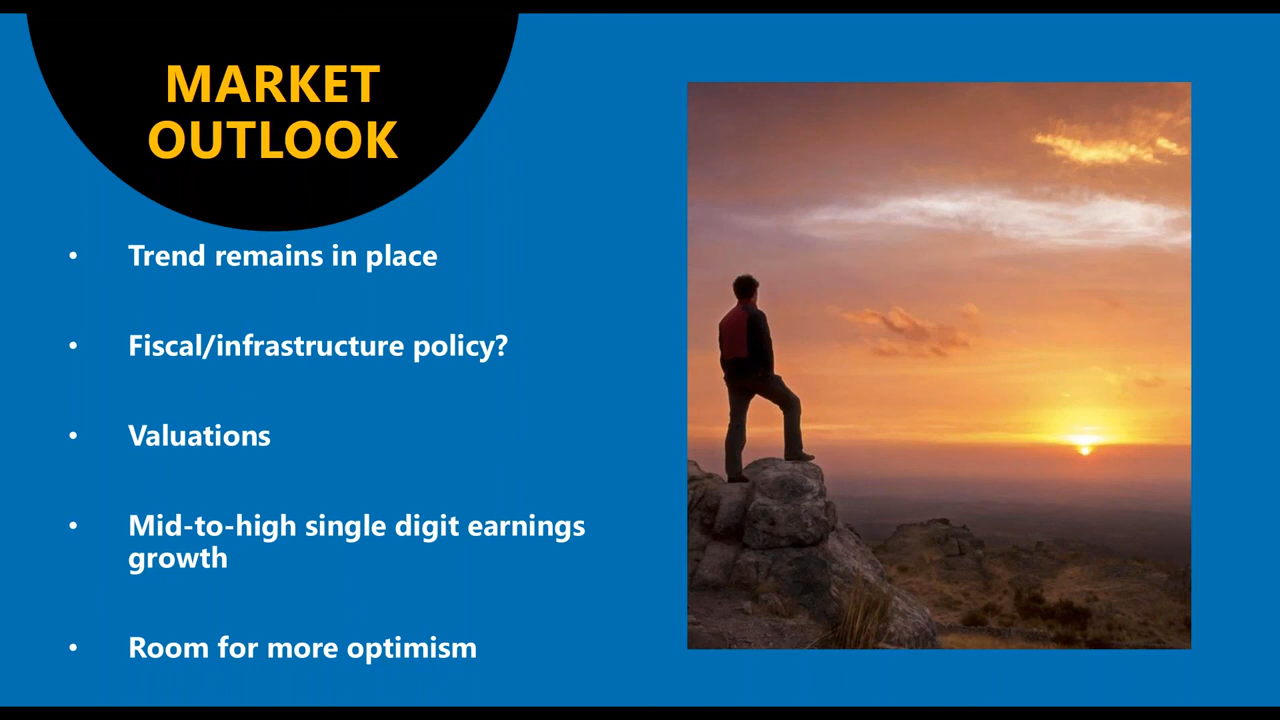 MARKET
OUTLOOK
• Trend remains in place
• Fiscal/infrastructure policy?
• Valuations
• Mid-to-high single digit earnings
growth
• Room for more optimism